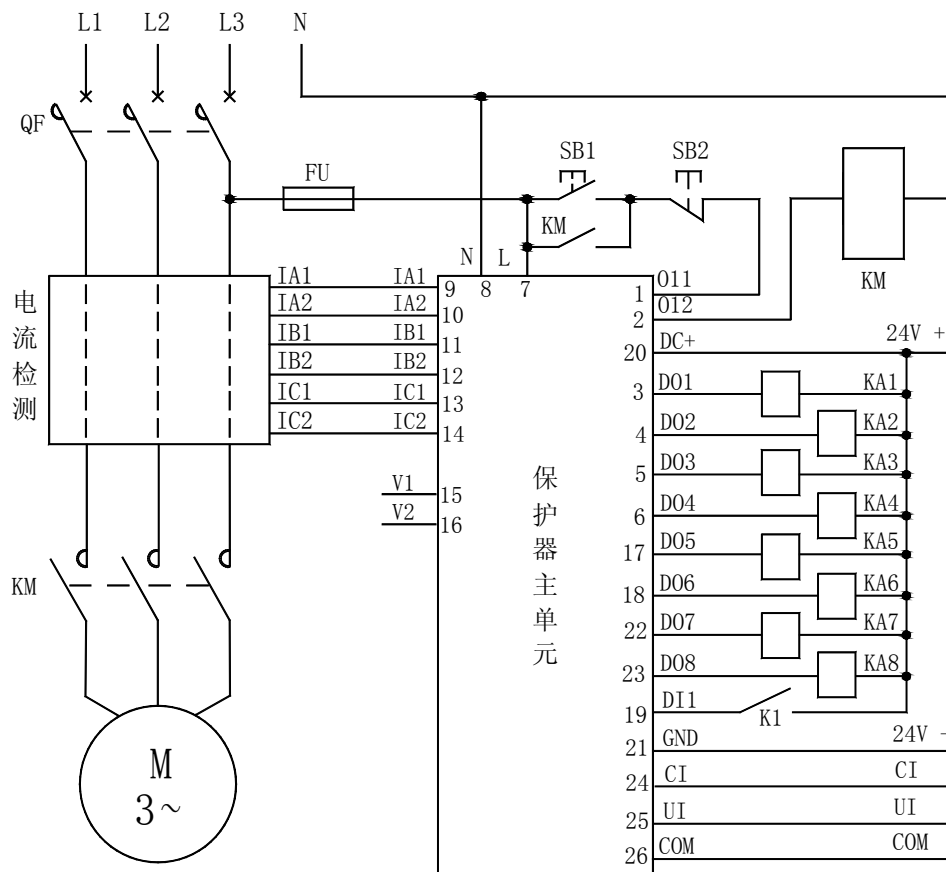 L1 L2 L3 N
QF
FU
SB1 SB2
KM
KM
N L
8 7
电流检测
IA1 IA1 9
IA2 IA2 10
IB1 IB1 11
IB2 IB2 12
IC1 IC1 13
IC2 IC2 14
V1 15
V2 16
保护器主单元
1 O11
2 O12
20 DC+ 24V +
3 DO1 KA1
4 DO2 KA2
5 DO3 KA3
6 DO4 KA4
17 DO5 KA5
18 DO6 KA6
22 DO7 KA7
23 DO8 KA8
19 DI1 K1
21 GND 24V -
24 CI CI
25 UI UI
26 COM COM
KM
M
3~